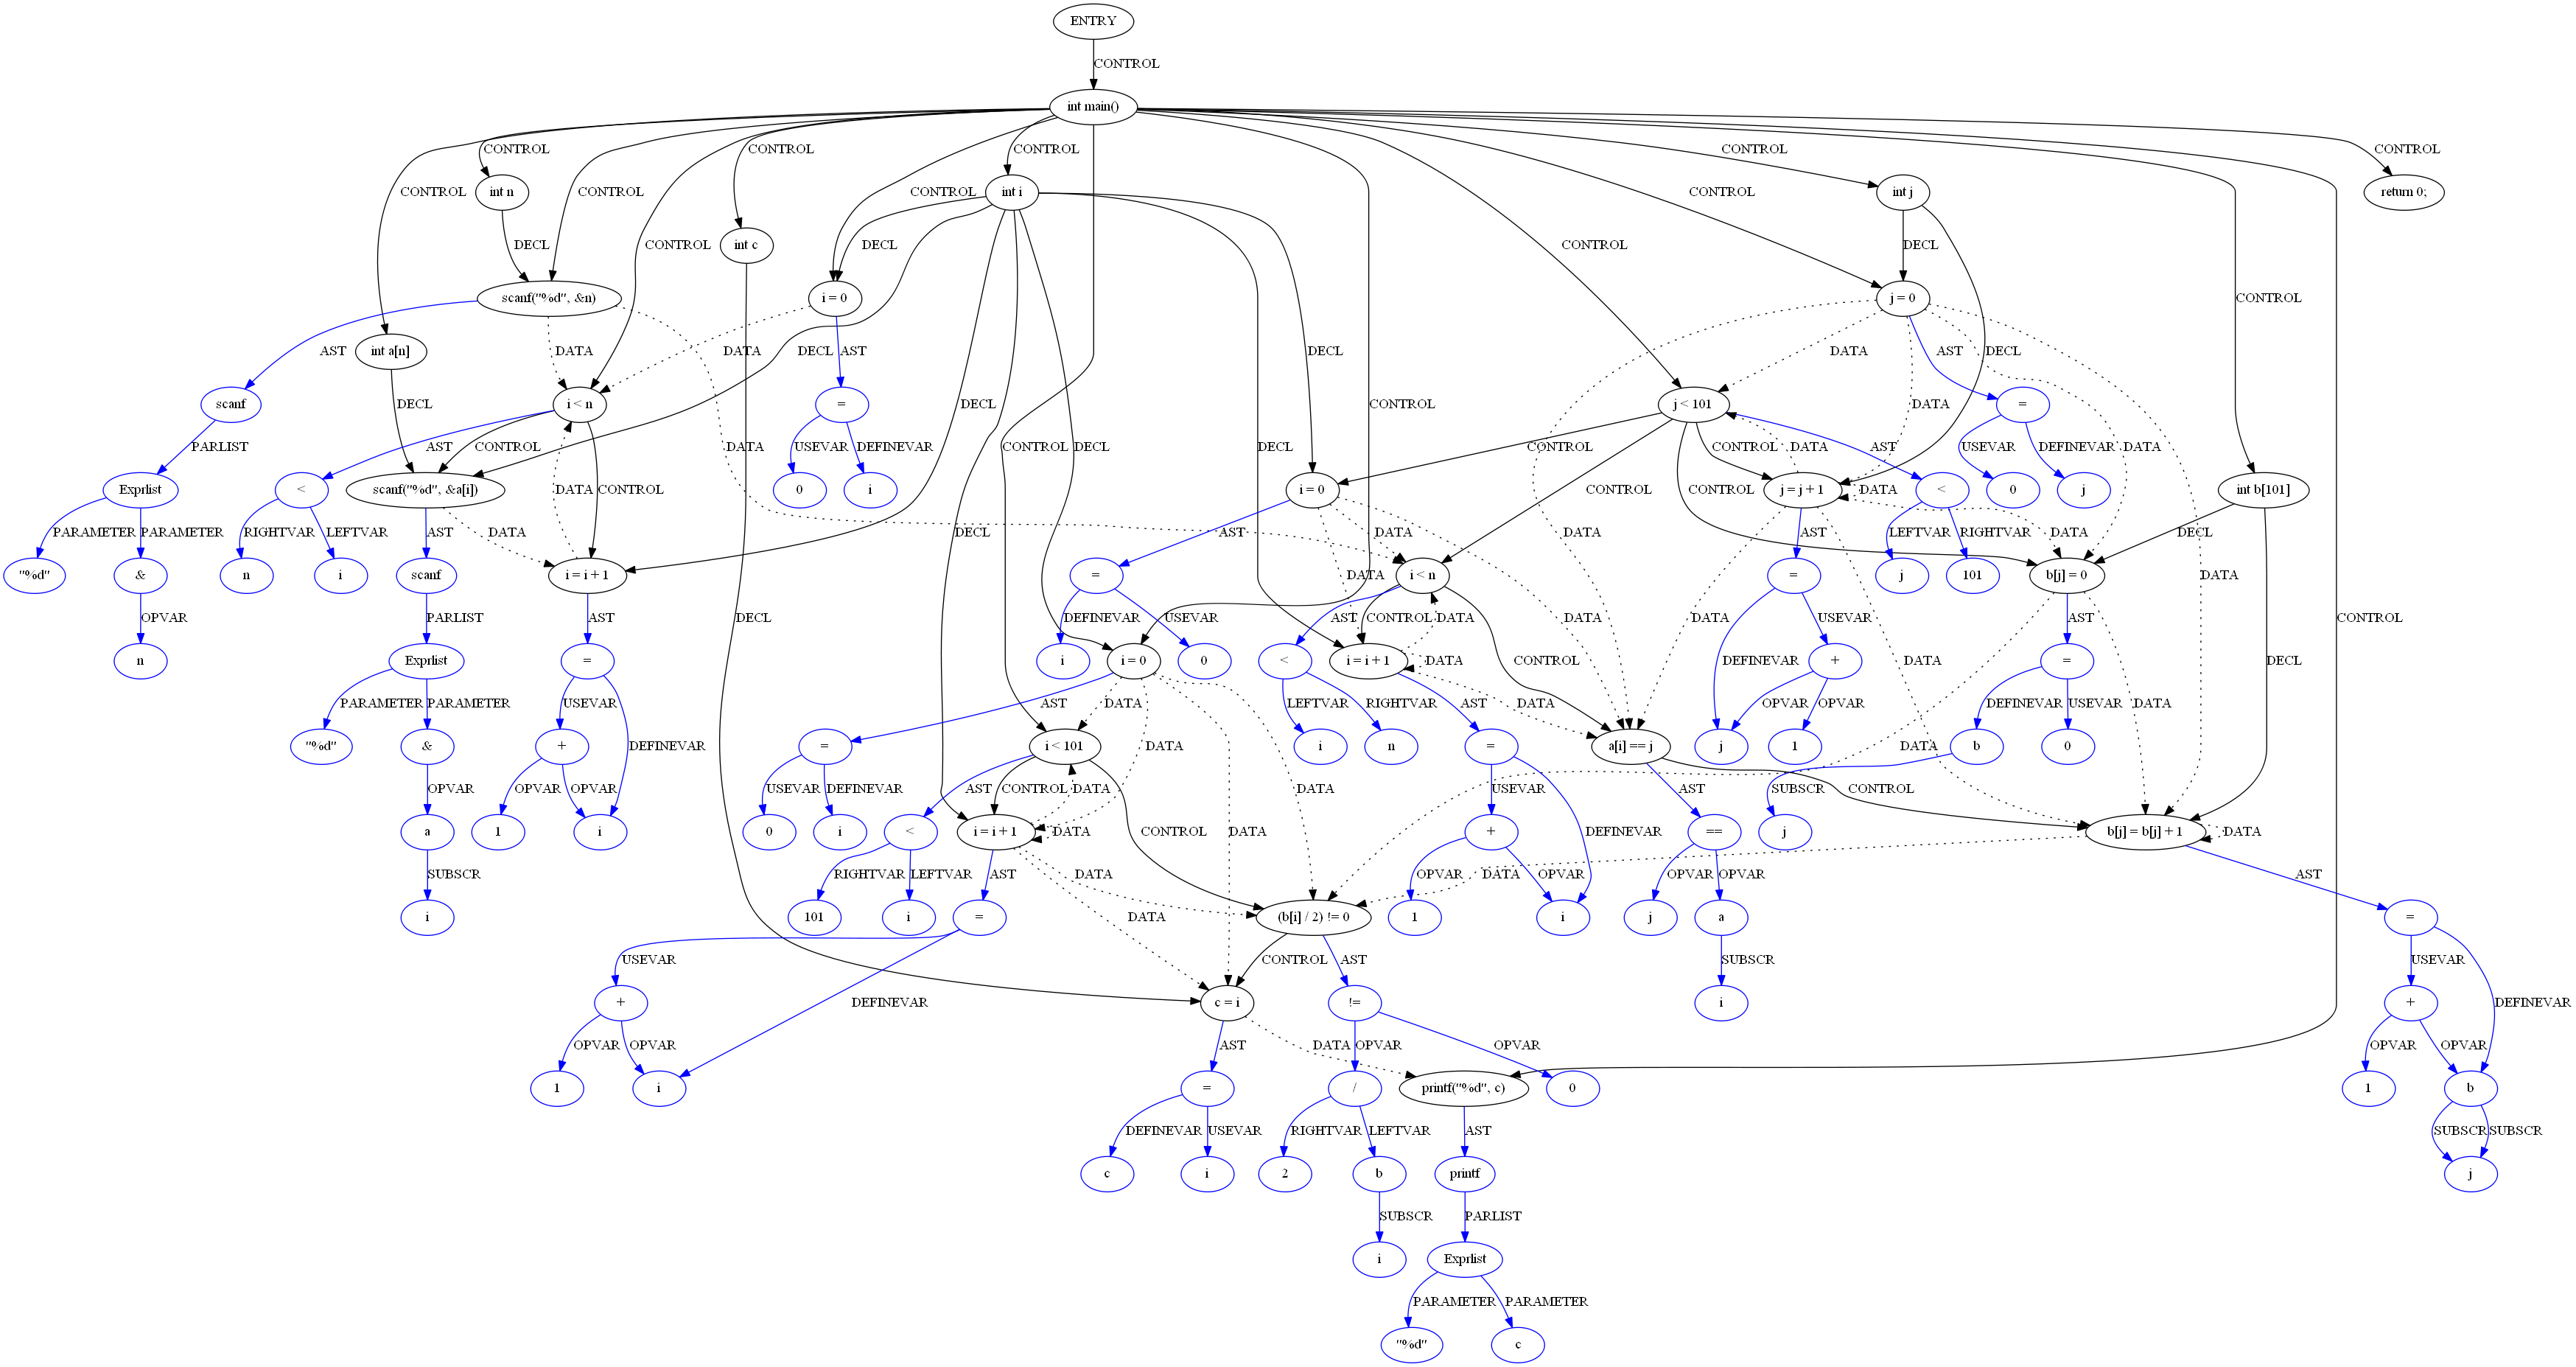 ENTRY
CONTROL
int main()
CONTROL CONTROL CONTROL CONTROL CONTROL
CONTROL CONTROL CONTROL CONTROL CONTROL
int n int i int j return 0;
DECL CONTROL int c DECL CONTROL DECL CONTROL
scanf("%d", &n) i = 0 j = 0
AST int a[n] DATA DATA AST DECL DECL DATA AST DECL
scanf DECL i < n = CONTROL j < 101 DATA =
PARLIST AST CONTROL DATA USEVAR DEFINEVAR DECL CONTROL DECL CONTROL CONTROL DATA AST USEVAR DEFINEVAR DATA
Exprlist < scanf("%d", &a[i]) 0 i i = 0 j = j + 1 < 0 j int b[101]
PARAMETER PARAMETER RIGHTVAR LEFTVAR AST DATA DATA CONTROL DECL AST DATA CONTROL DATA AST CONTROL DATA LEFTVAR RIGHTVAR DATA DECL
"%d" & n i scanf i = i + 1 = i < n = j 101 b[j] = 0
OPVAR PARLIST AST DECL DEFINEVAR USEVAR DATA AST CONTROL DATA DATA USEVAR AST DATA DECL
n Exprlist = i = 0 i 0 < i = i + 1 DATA CONTROL DATA DEFINEVAR + DATA =
PARAMETER PARAMETER USEVAR DEFINEVAR AST DATA LEFTVAR RIGHTVAR AST DATA OPVAR OPVAR DEFINEVAR USEVAR DATA
"%d" & + = i < 101 DATA i n = a[i] == j j 1 b 0
OPVAR OPVAR OPVAR USEVAR DEFINEVAR AST CONTROL DATA DATA USEVAR AST CONTROL SUBSCR DATA
a 1 i 0 i < i = i + 1 DATA CONTROL DATA + DEFINEVAR == j b[j] = b[j] + 1 DATA
SUBSCR RIGHTVAR LEFTVAR AST DATA OPVAR OPVAR DATA OPVAR OPVAR AST
i 101 i = (b[i] / 2) != 0 1 i j a =
USEVAR DATA CONTROL AST SUBSCR USEVAR
+ DEFINEVAR c = i != i + DEFINEVAR
OPVAR OPVAR AST DATA OPVAR OPVAR OPVAR OPVAR
1 i = / printf("%d", c) 0 1 b
DEFINEVAR USEVAR RIGHTVAR LEFTVAR AST SUBSCR SUBSCR
c i 2 b printf j
SUBSCR PARLIST
i Exprlist
PARAMETER PARAMETER
"%d" c